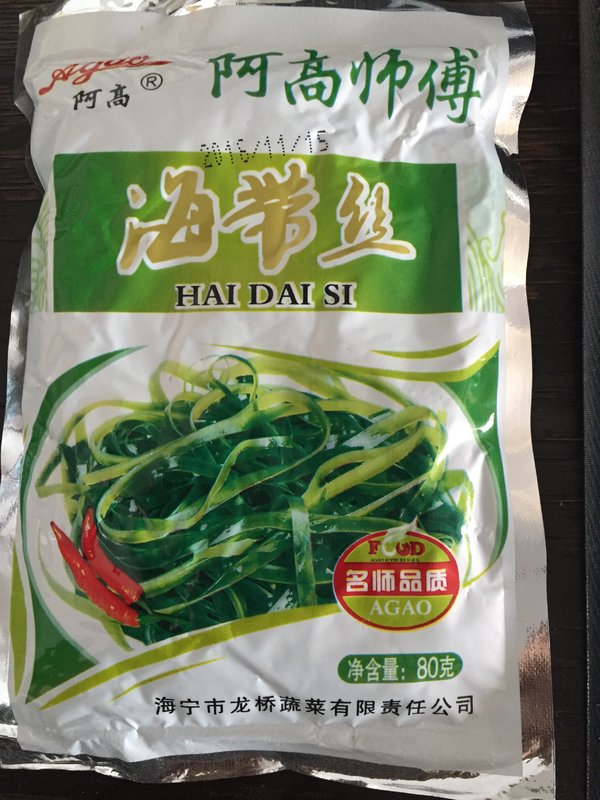 Agao
阿高®
阿高师傅
2016/11/15
海带丝
HAI DAI SI
FOOD
名师品质
AGAO
净含量：80克
海宁市龙桥蔬菜有限责任公司